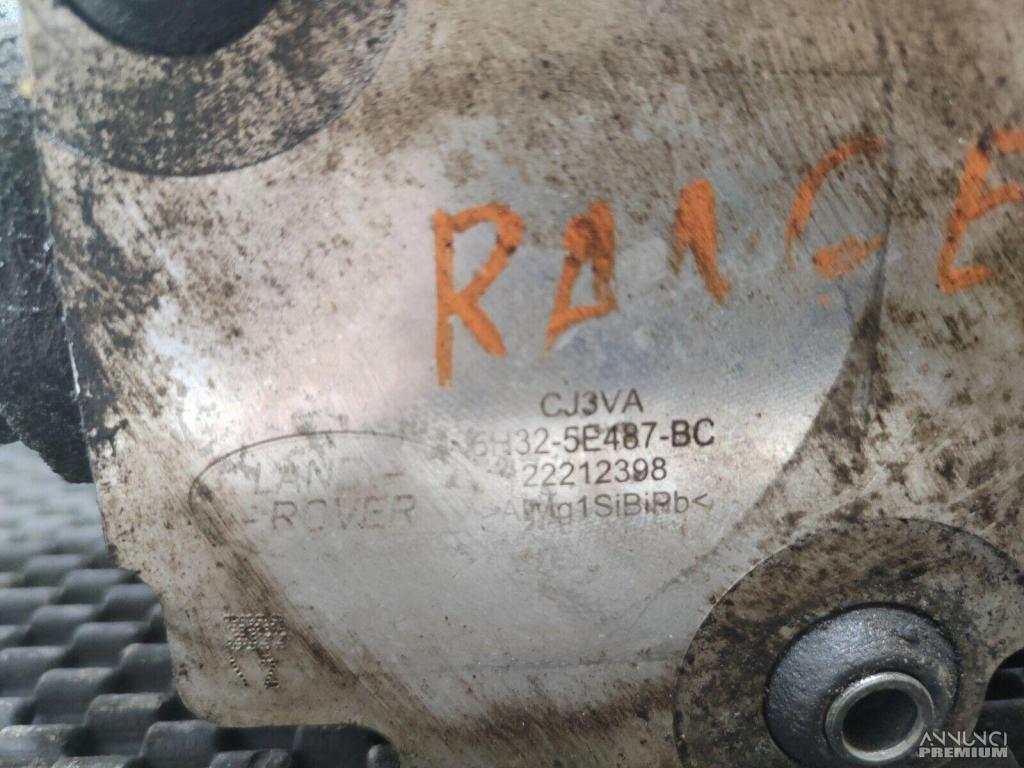 RANGE
CJ3VA
6H32-5E487-BC
22212398
LAND-
-ROVER
>AlMg1SiBiPb<
ANNUNCI
PREMIUM